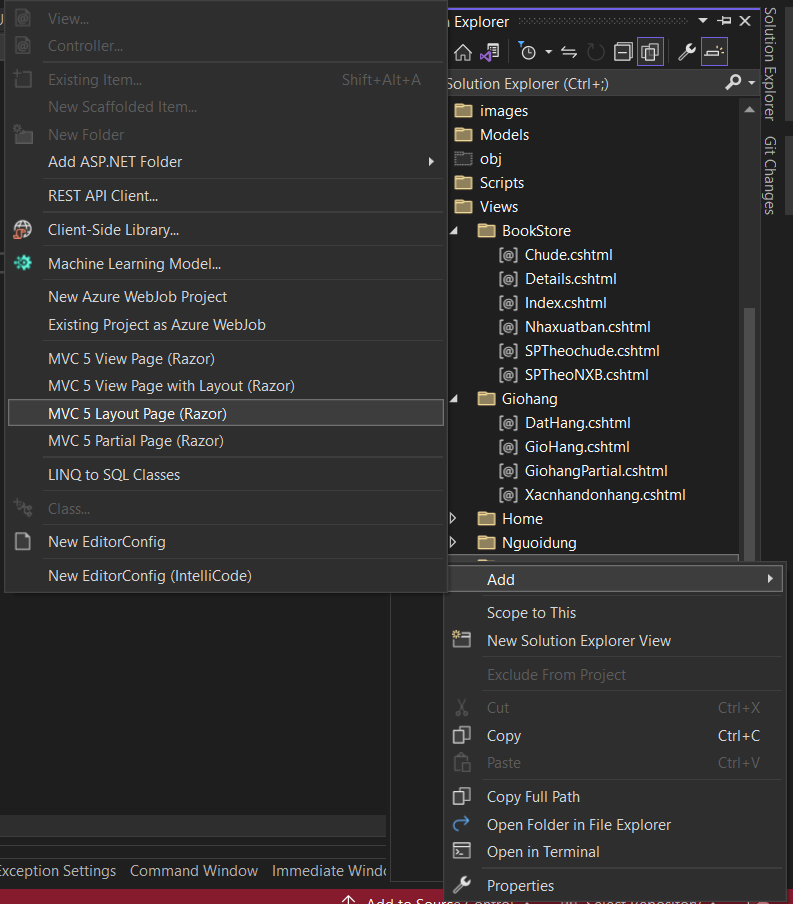 View...
Controller...
Existing Item... Shift+Alt+A
New Scaffolded Item...
New Folder
Add ASP.NET Folder
REST API Client...
Client-Side Library...
Machine Learning Model...
New Azure WebJob Project
Existing Project as Azure WebJob
MVC 5 View Page (Razor)
MVC 5 View Page with Layout (Razor)
MVC 5 Layout Page (Razor)
MVC 5 Partial Page (Razor)
LINQ to SQL Classes
Class...
New EditorConfig
New EditorConfig (IntelliCode)
Explorer
Solution Explorer (Ctrl+;)
images
Models
obj
Scripts
Views
BookStore
Chude.cshtml
Details.cshtml
Index.cshtml
Nhaxuatban.cshtml
SPTheochude.cshtml
SPTheoNXB.cshtml
Giohang
DatHang.cshtml
GioHang.cshtml
GiohangPartial.cshtml
Xacnhandonhang.cshtml
Home
Nguoidung
Solution Explorer
Git Changes
Add
Scope to This
New Solution Explorer View
Exclude From Project
Cut Ctrl+X
Copy Ctrl+C
Paste Ctrl+V
Copy Full Path
Open Folder in File Explorer
Open in Terminal
Properties
xception Settings Command Window Immediate Windo
Add to Source Control Select Repository